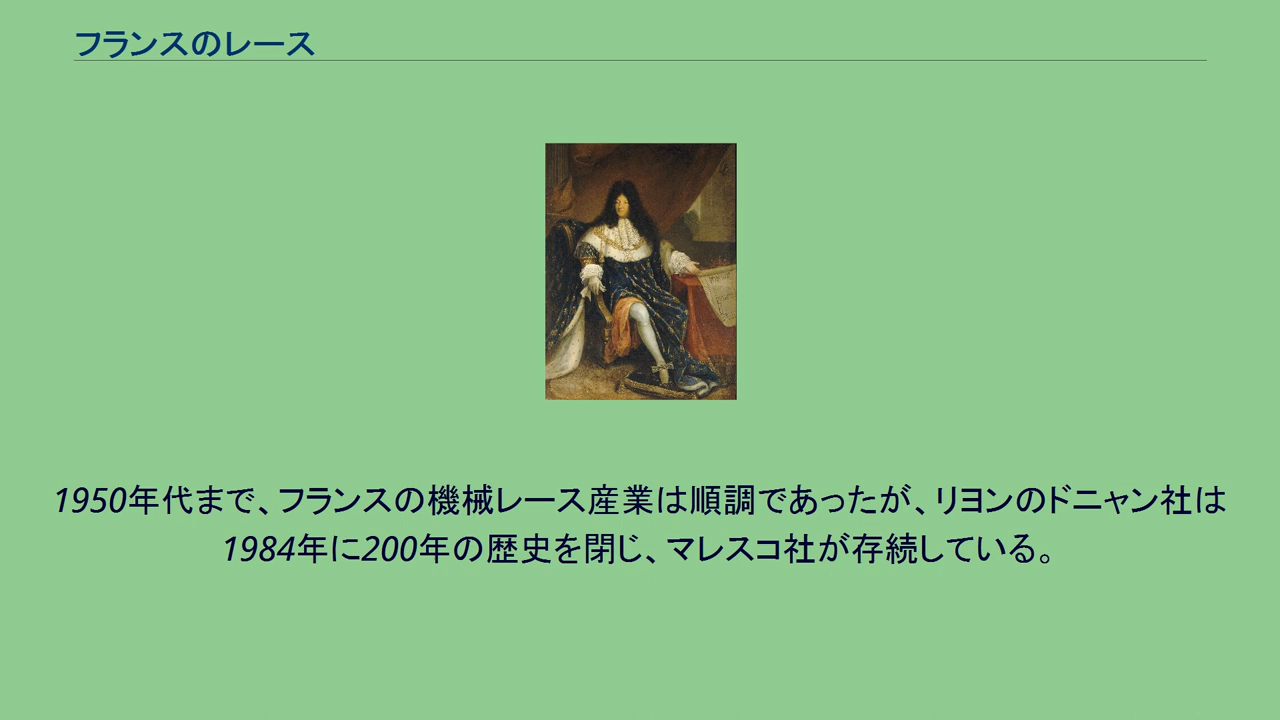 フランスのレース
1950年代まで、フランスの機械レース産業は順調であったが、リヨンのドニャン社は
1984年に200年の歴史を閉じ、マレスコ社が存続している。